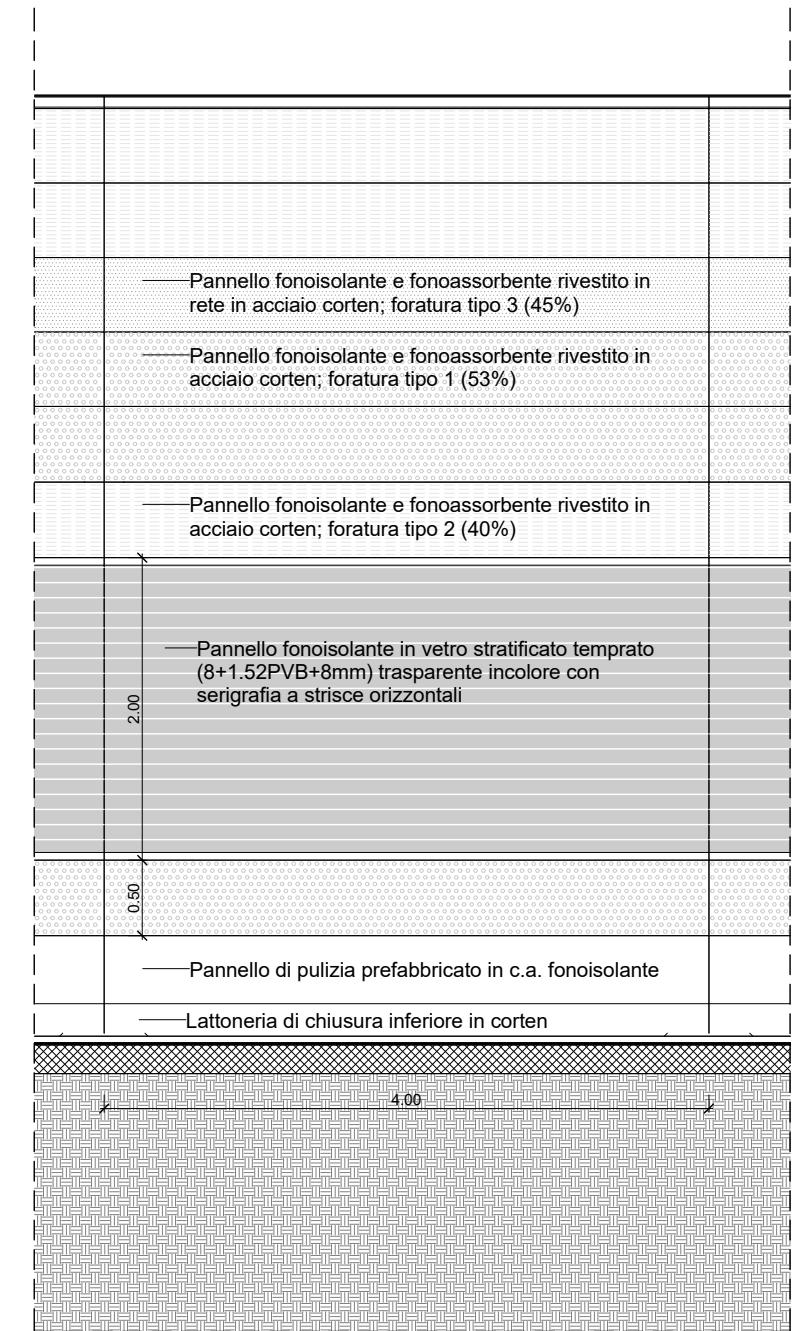 Pannello fonoisolante e fonoassorbente rivestito in
rete in acciaio corten; foratura tipo 3 (45%)
Pannello fonoisolante e fonoassorbente rivestito in
acciaio corten; foratura tipo 1 (53%)
Pannello fonoisolante e fonoassorbente rivestito in
acciaio corten; foratura tipo 2 (40%)
Pannello fonoisolante in vetro stratificato temprato
(8+1.52PVB+8mm) trasparente incolore con
serigrafia a strisce orizzontali
2.00
0.50
Pannello di pulizia prefabbricato in c.a. fonoisolante
Lattoneria di chiusura inferiore in corten
4.00